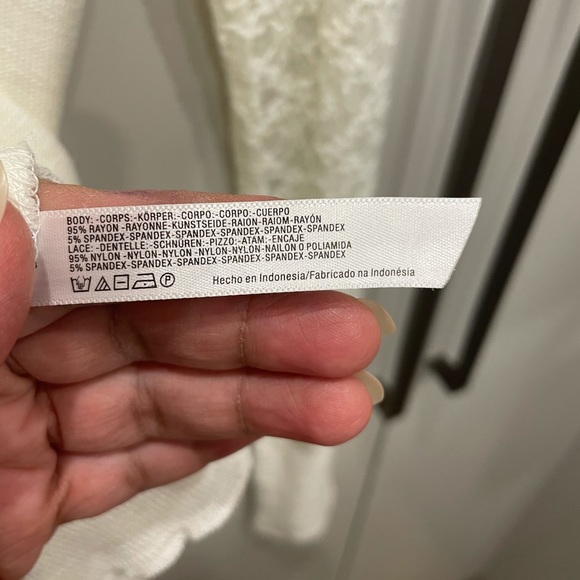 BODY: -CORPS-KÖRPER:-CORPO:-CORPO:-CUERPO
95% RAYON -RAYONNE-KUNSTSEIDE-RAION-RAIOM-RAYÓN
5% SPANDEX-SPANDEX-SPANDEX-SPANDEX-SPANDEX-SPANDEX
LACE: -DENTELLE:-SCHNÜREN:-PIZZO:-ATAM:-ENCAJE
95% NYLON -NYLON-NYLON-NYLON-NAILON O POLIAMIDA
5% SPANDEX-SPANDEX-SPANDEX-SPANDEX-SPANDEX-SPANDEX
Hecho en Indonesia/Fabricado na Indonésia